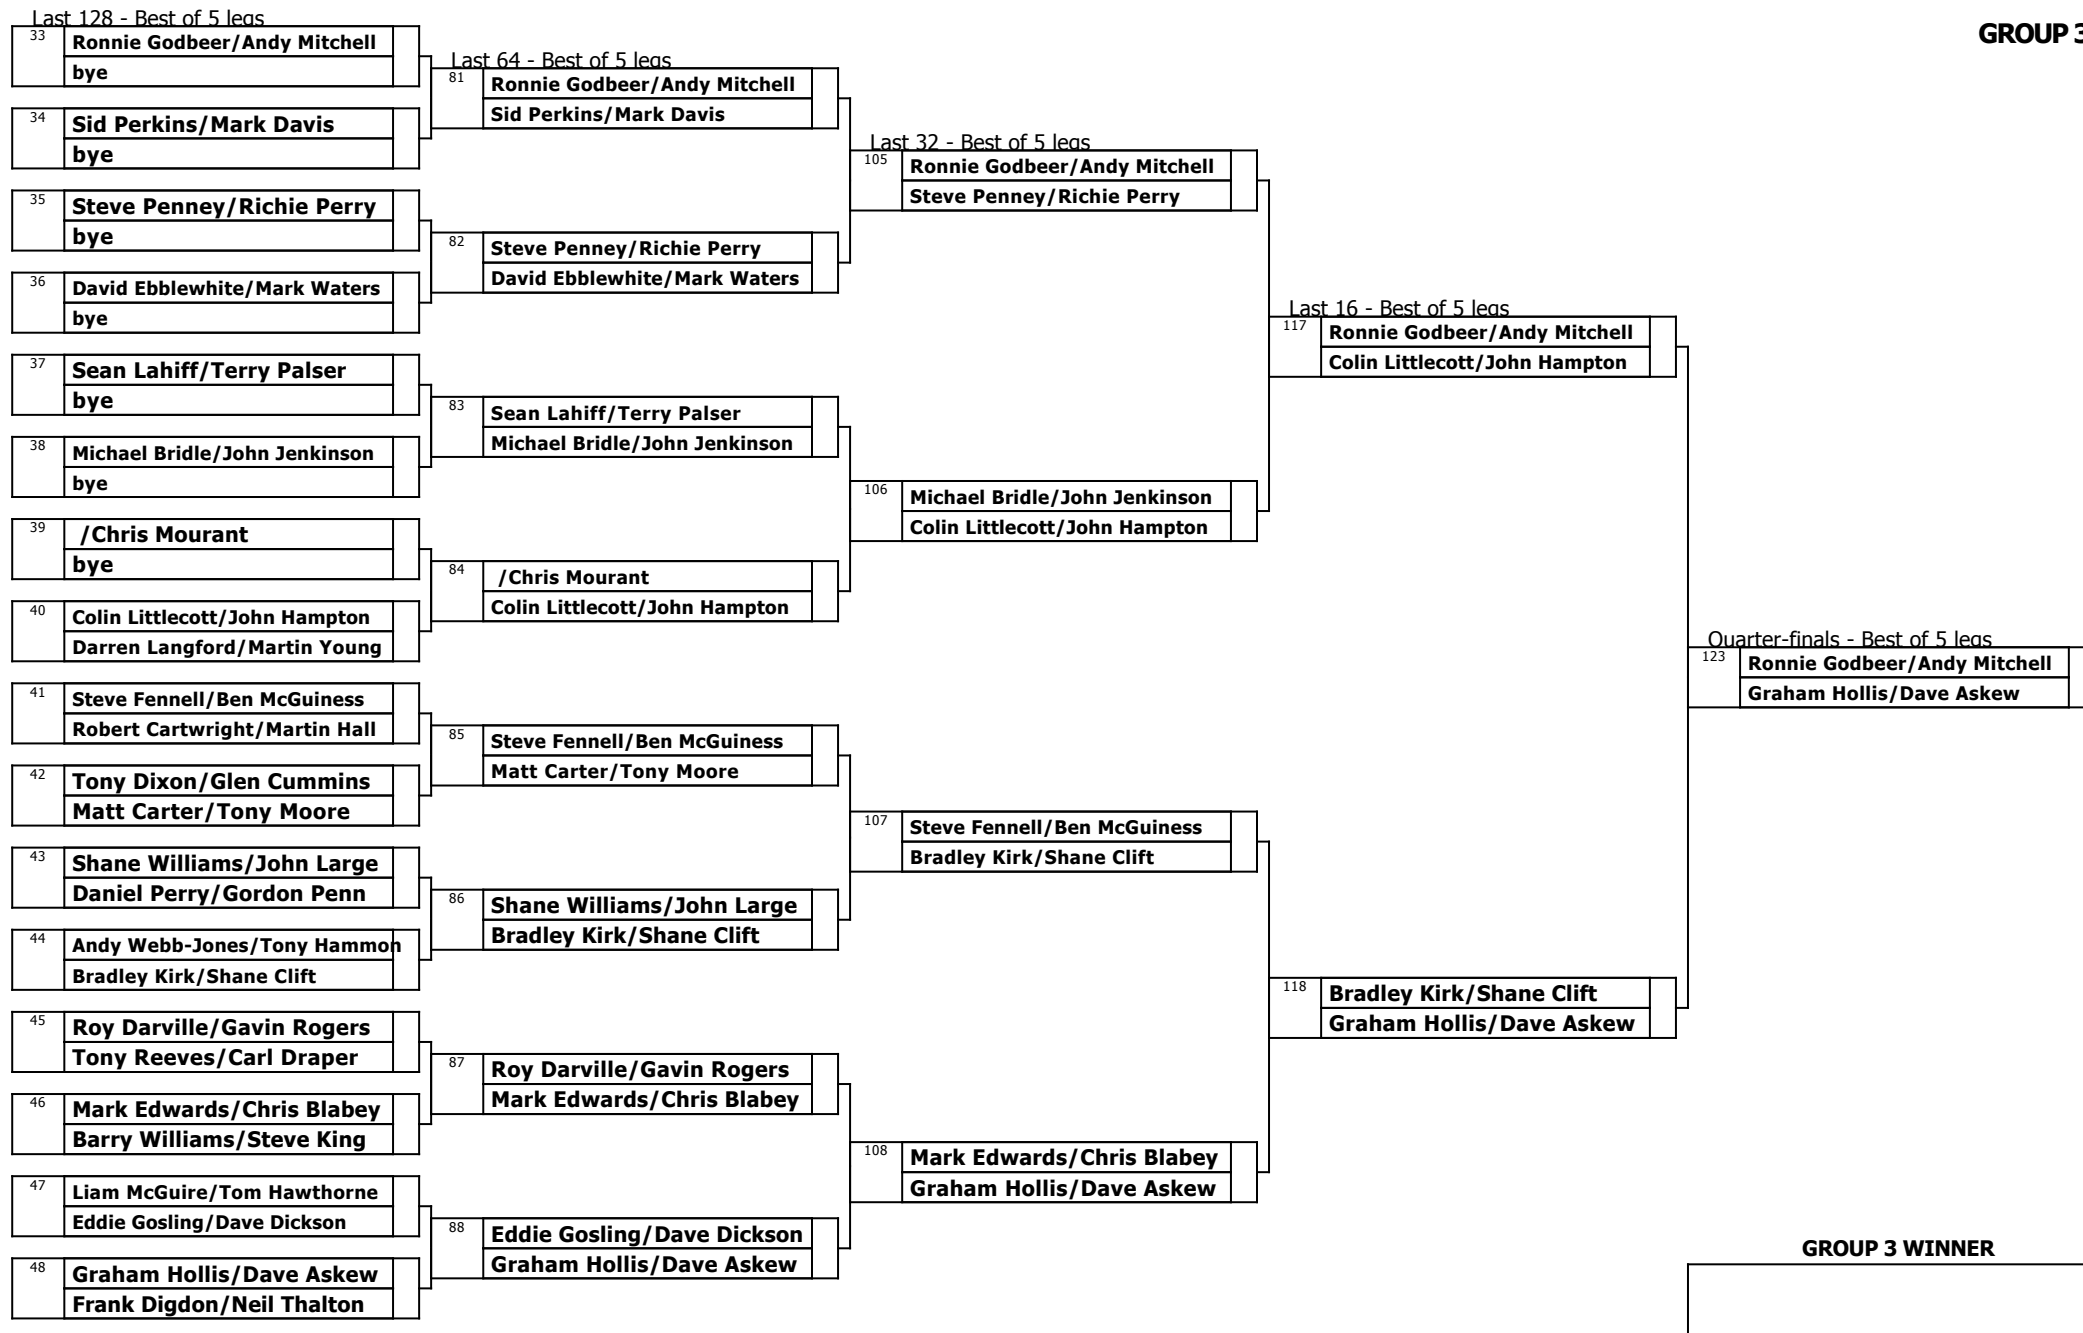 Last 128 - Best of 5 legs
33
Ronnie Godbeer/Andy Mitchell
bye
34
Sid Perkins/Mark Davis
bye
35
Steve Penney/Richie Perry
bye
36
David Ebblewhite/Mark Waters
bye
37
Sean Lahiff/Terry Palser
bye
38
Michael Bridle/John Jenkinson
bye
39
/Chris Mourant
bye
40
Colin Littlecott/John Hampton
Darren Langford/Martin Young
41
Steve Fennell/Ben McGuiness
Robert Cartwright/Martin Hall
42
Tony Dixon/Glen Cummins
Matt Carter/Tony Moore
43
Shane Williams/John Large
Daniel Perry/Gordon Penn
44
Andy Webb-Jones/Tony Hammon
Bradley Kirk/Shane Clift
45
Roy Darville/Gavin Rogers
Tony Reeves/Carl Draper
46
Mark Edwards/Chris Blabey
Barry Williams/Steve King
47
Liam McGuire/Tom Hawthorne
Eddie Gosling/Dave Dickson
48
Graham Hollis/Dave Askew
Frank Digdon/Neil Thalton
Last 64 - Best of 5 legs
81
Ronnie Godbeer/Andy Mitchell
Sid Perkins/Mark Davis
82
Steve Penney/Richie Perry
David Ebblewhite/Mark Waters
83
Sean Lahiff/Terry Palser
Michael Bridle/John Jenkinson
84
/Chris Mourant
Colin Littlecott/John Hampton
85
Steve Fennell/Ben McGuiness
Matt Carter/Tony Moore
86
Shane Williams/John Large
Bradley Kirk/Shane Clift
87
Roy Darville/Gavin Rogers
Mark Edwards/Chris Blabey
88
Eddie Gosling/Dave Dickson
Graham Hollis/Dave Askew
Last 32 - Best of 5 legs
105
Ronnie Godbeer/Andy Mitchell
Steve Penney/Richie Perry
106
Michael Bridle/John Jenkinson
Colin Littlecott/John Hampton
107
Steve Fennell/Ben McGuiness
Bradley Kirk/Shane Clift
108
Mark Edwards/Chris Blabey
Graham Hollis/Dave Askew
Last 16 - Best of 5 legs
117
Ronnie Godbeer/Andy Mitchell
Colin Littlecott/John Hampton
118
Bradley Kirk/Shane Clift
Graham Hollis/Dave Askew
GROUP 3
Quarter-finals - Best of 5 legs
123
Ronnie Godbeer/Andy Mitchell
Graham Hollis/Dave Askew
GROUP 3 WINNER